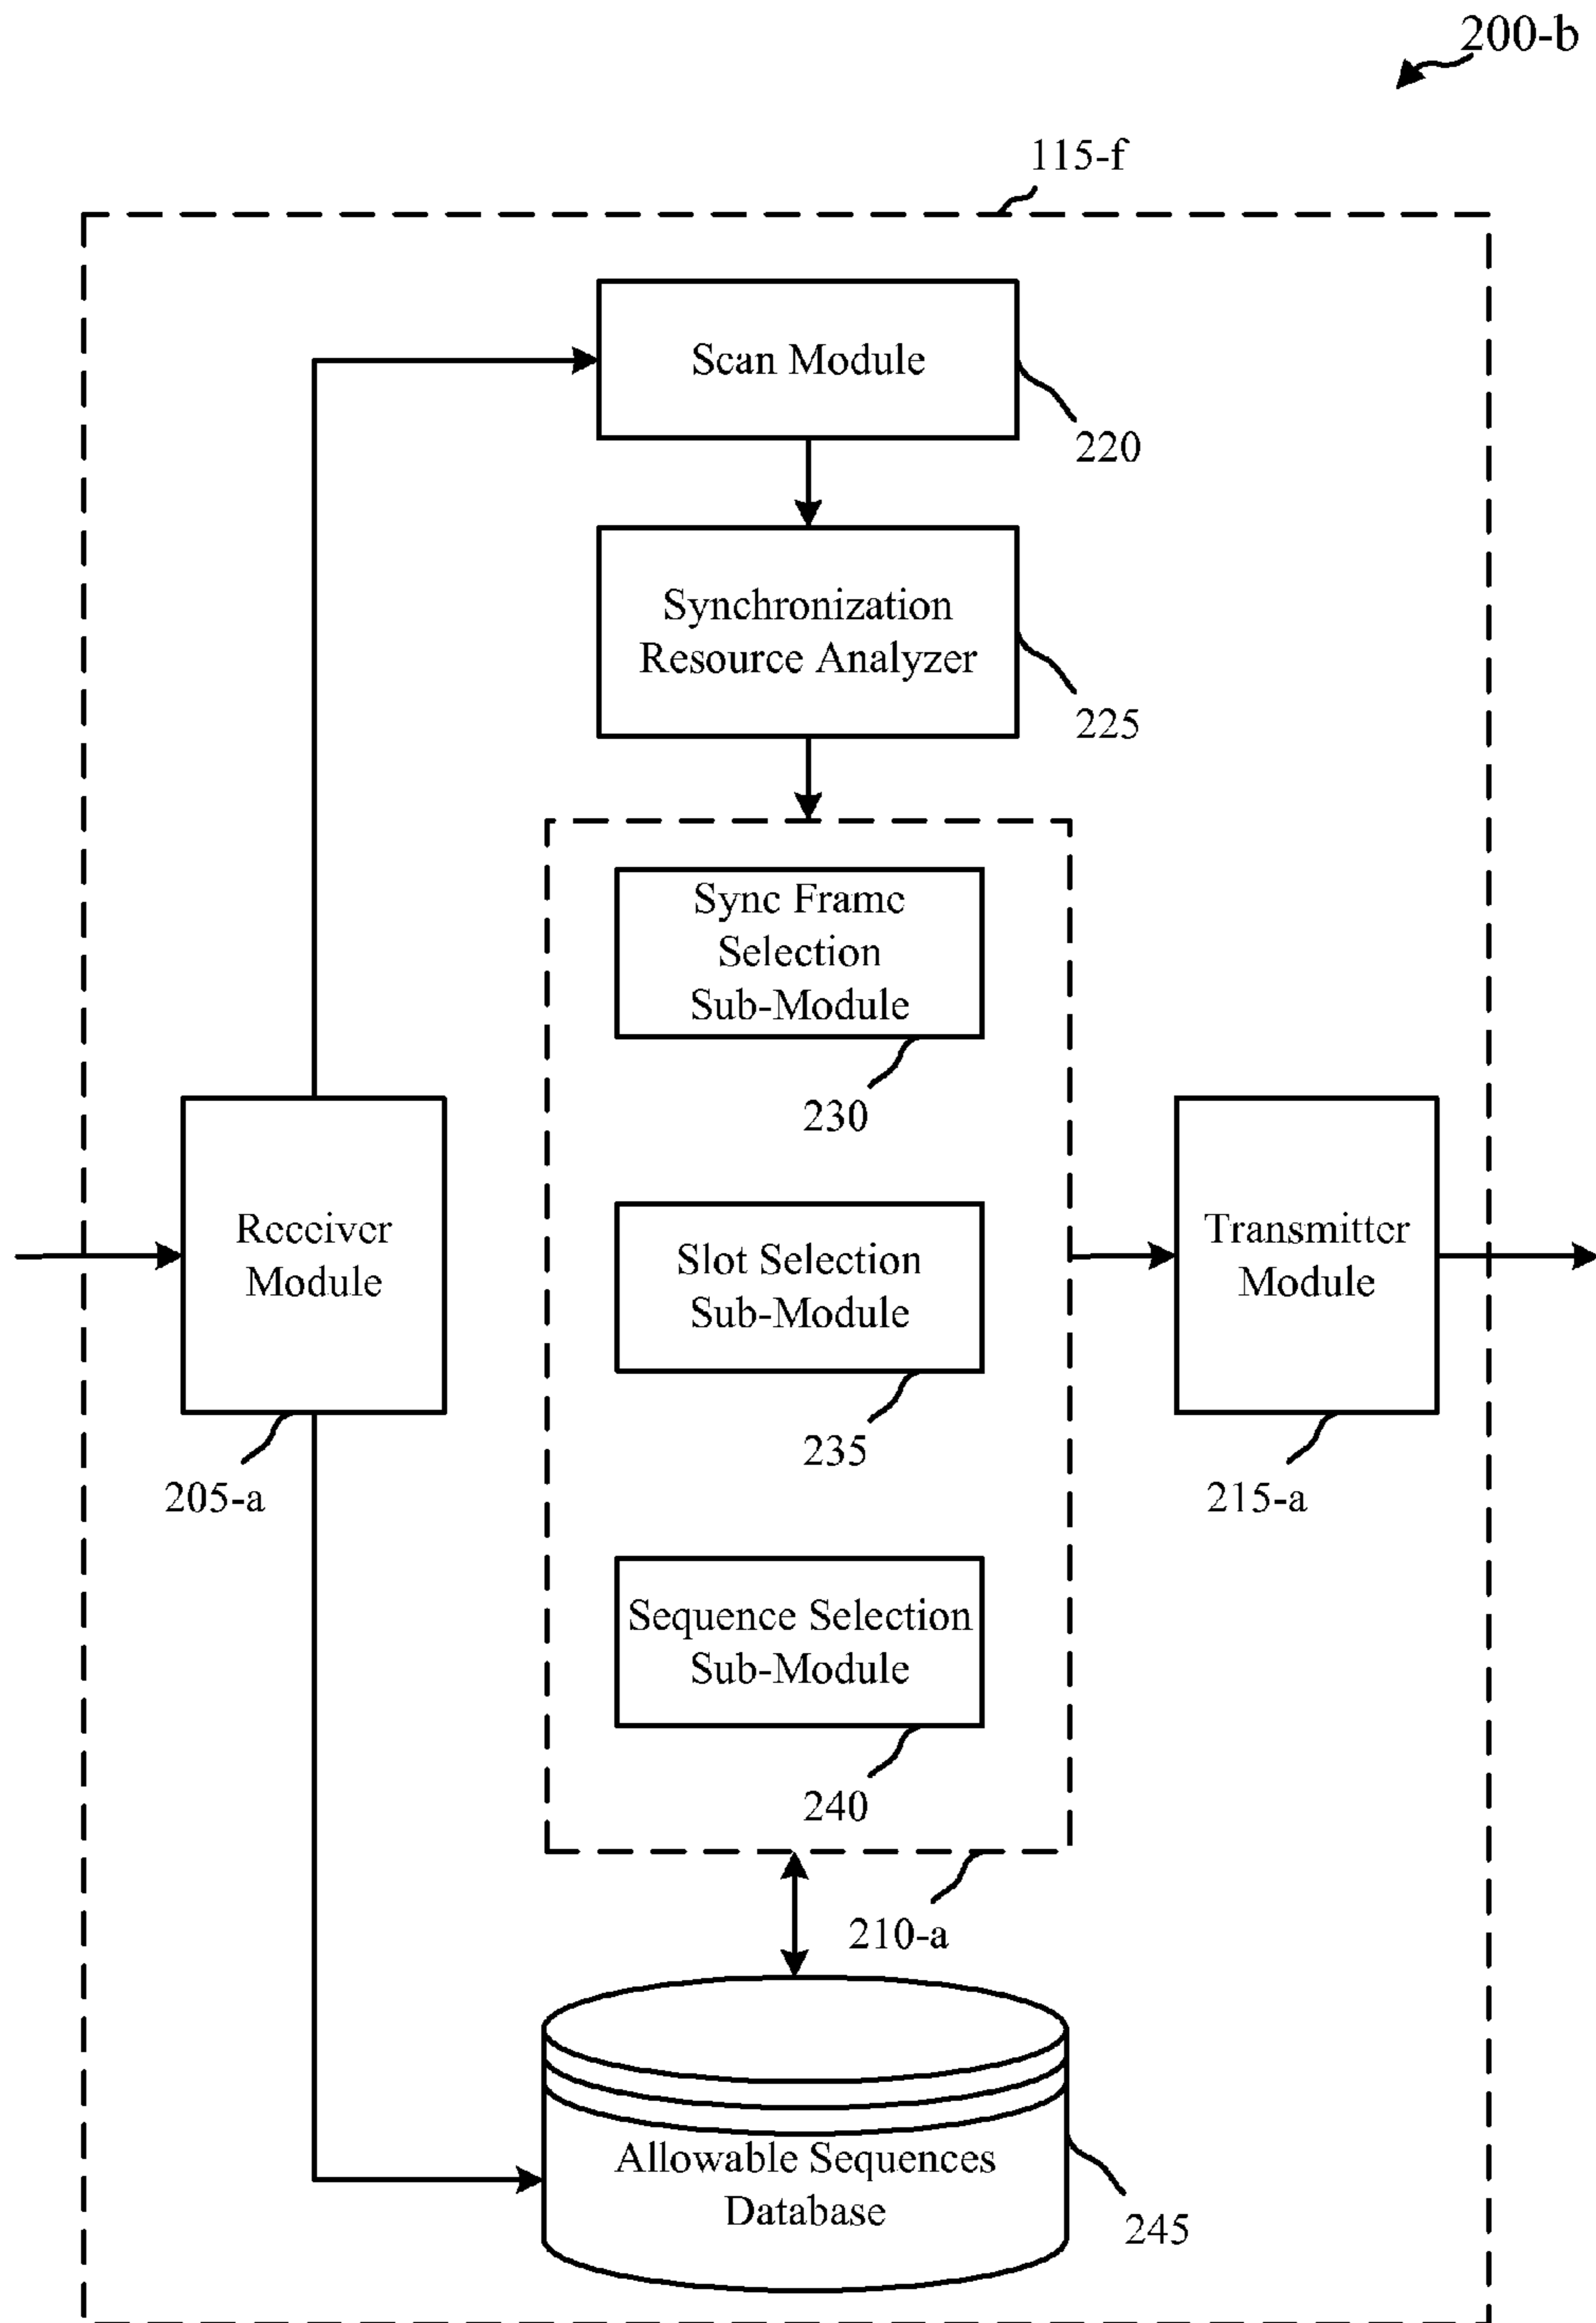 200-b
115-f
Scan Module
220
Synchronization
Resource Analyzer
225
Sync Frame
Selection
Sub-Module
230
Receiver
Module
205-a
Slot Selection
Sub-Module
235
Transmitter
Module
215-a
Sequence Selection
Sub-Module
240
210-a
Allowable Sequences
Database
245